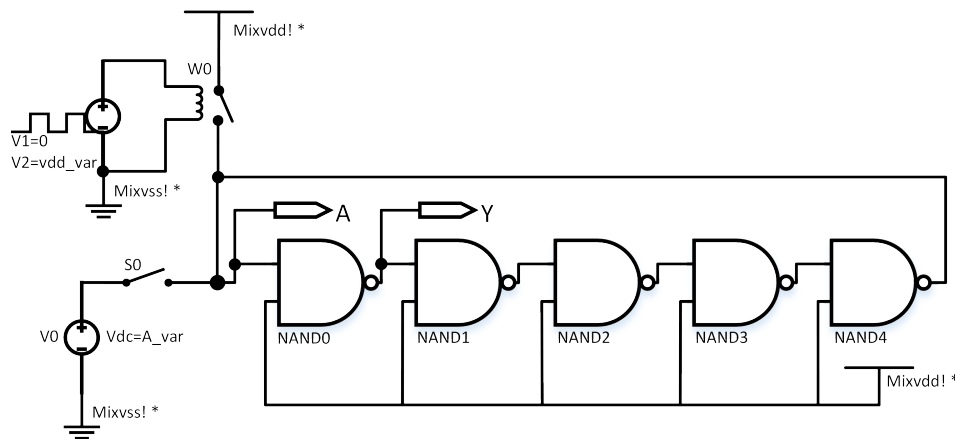 Mixvdd! *
W0
V1=0
V2=vdd_var
Mixvss! *
A
Y
S0
V0
Vdc=A_var
NAND0
NAND1
NAND2
NAND3
NAND4
Mixvdd! *
Mixvss! *